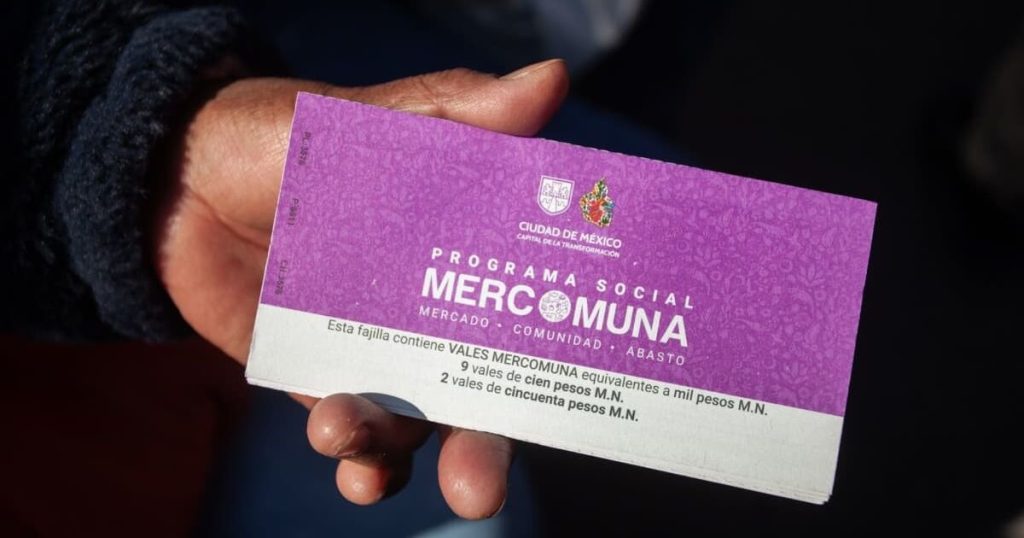 CIUDAD DE MÉXICO
CAPITAL DE LA TRANSFORMACIÓN
PROGRAMA SOCIAL
MERCOMUNA
MERCADO • COMUNIDAD • ABASTO
Esta fajilla contiene VALES MERCOMUNA equivalentes a mil pesos M.N.
9 vales de cien pesos M.N.
2 vales de cincuenta pesos M.N.